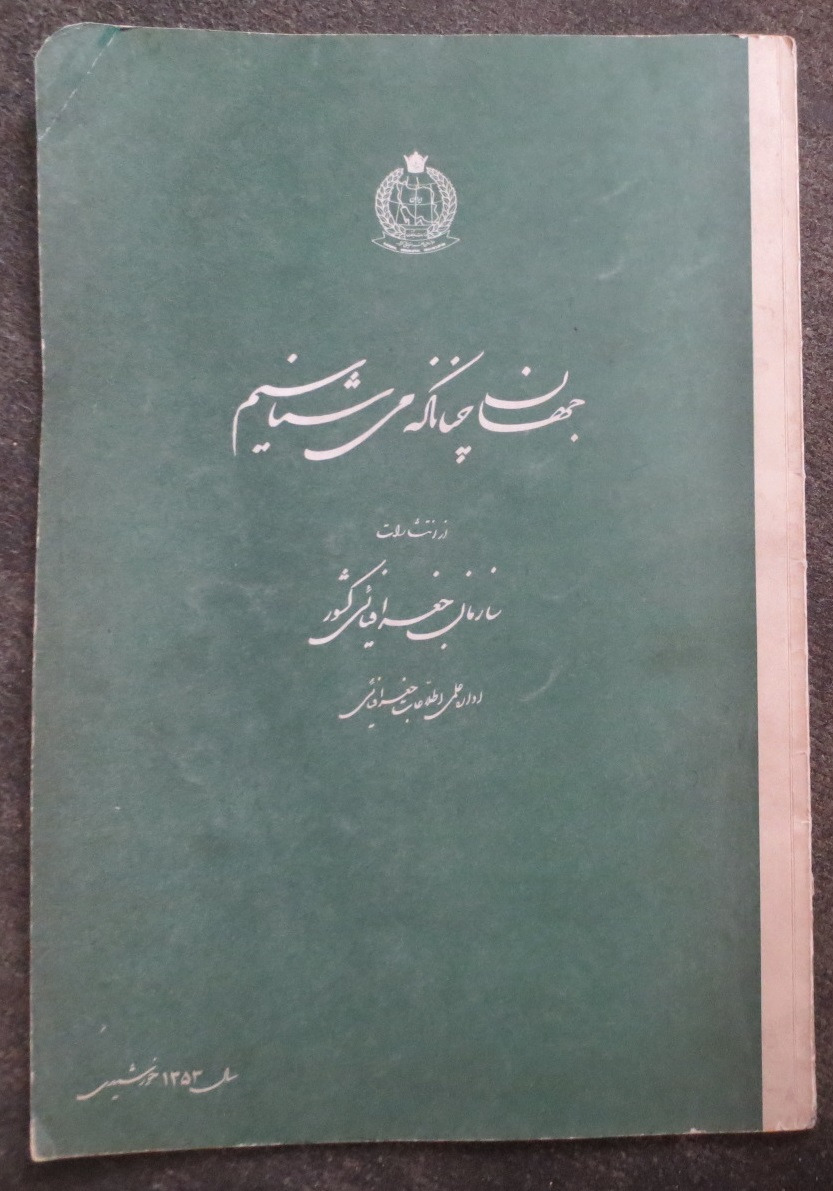 جهان چنانکه می شناسیم
از انتشارات
سازمان جغرافیائی کشور
اداره علمی اطلاعات جغرافیائی
سال ۱۳۵۳ خورشیدی